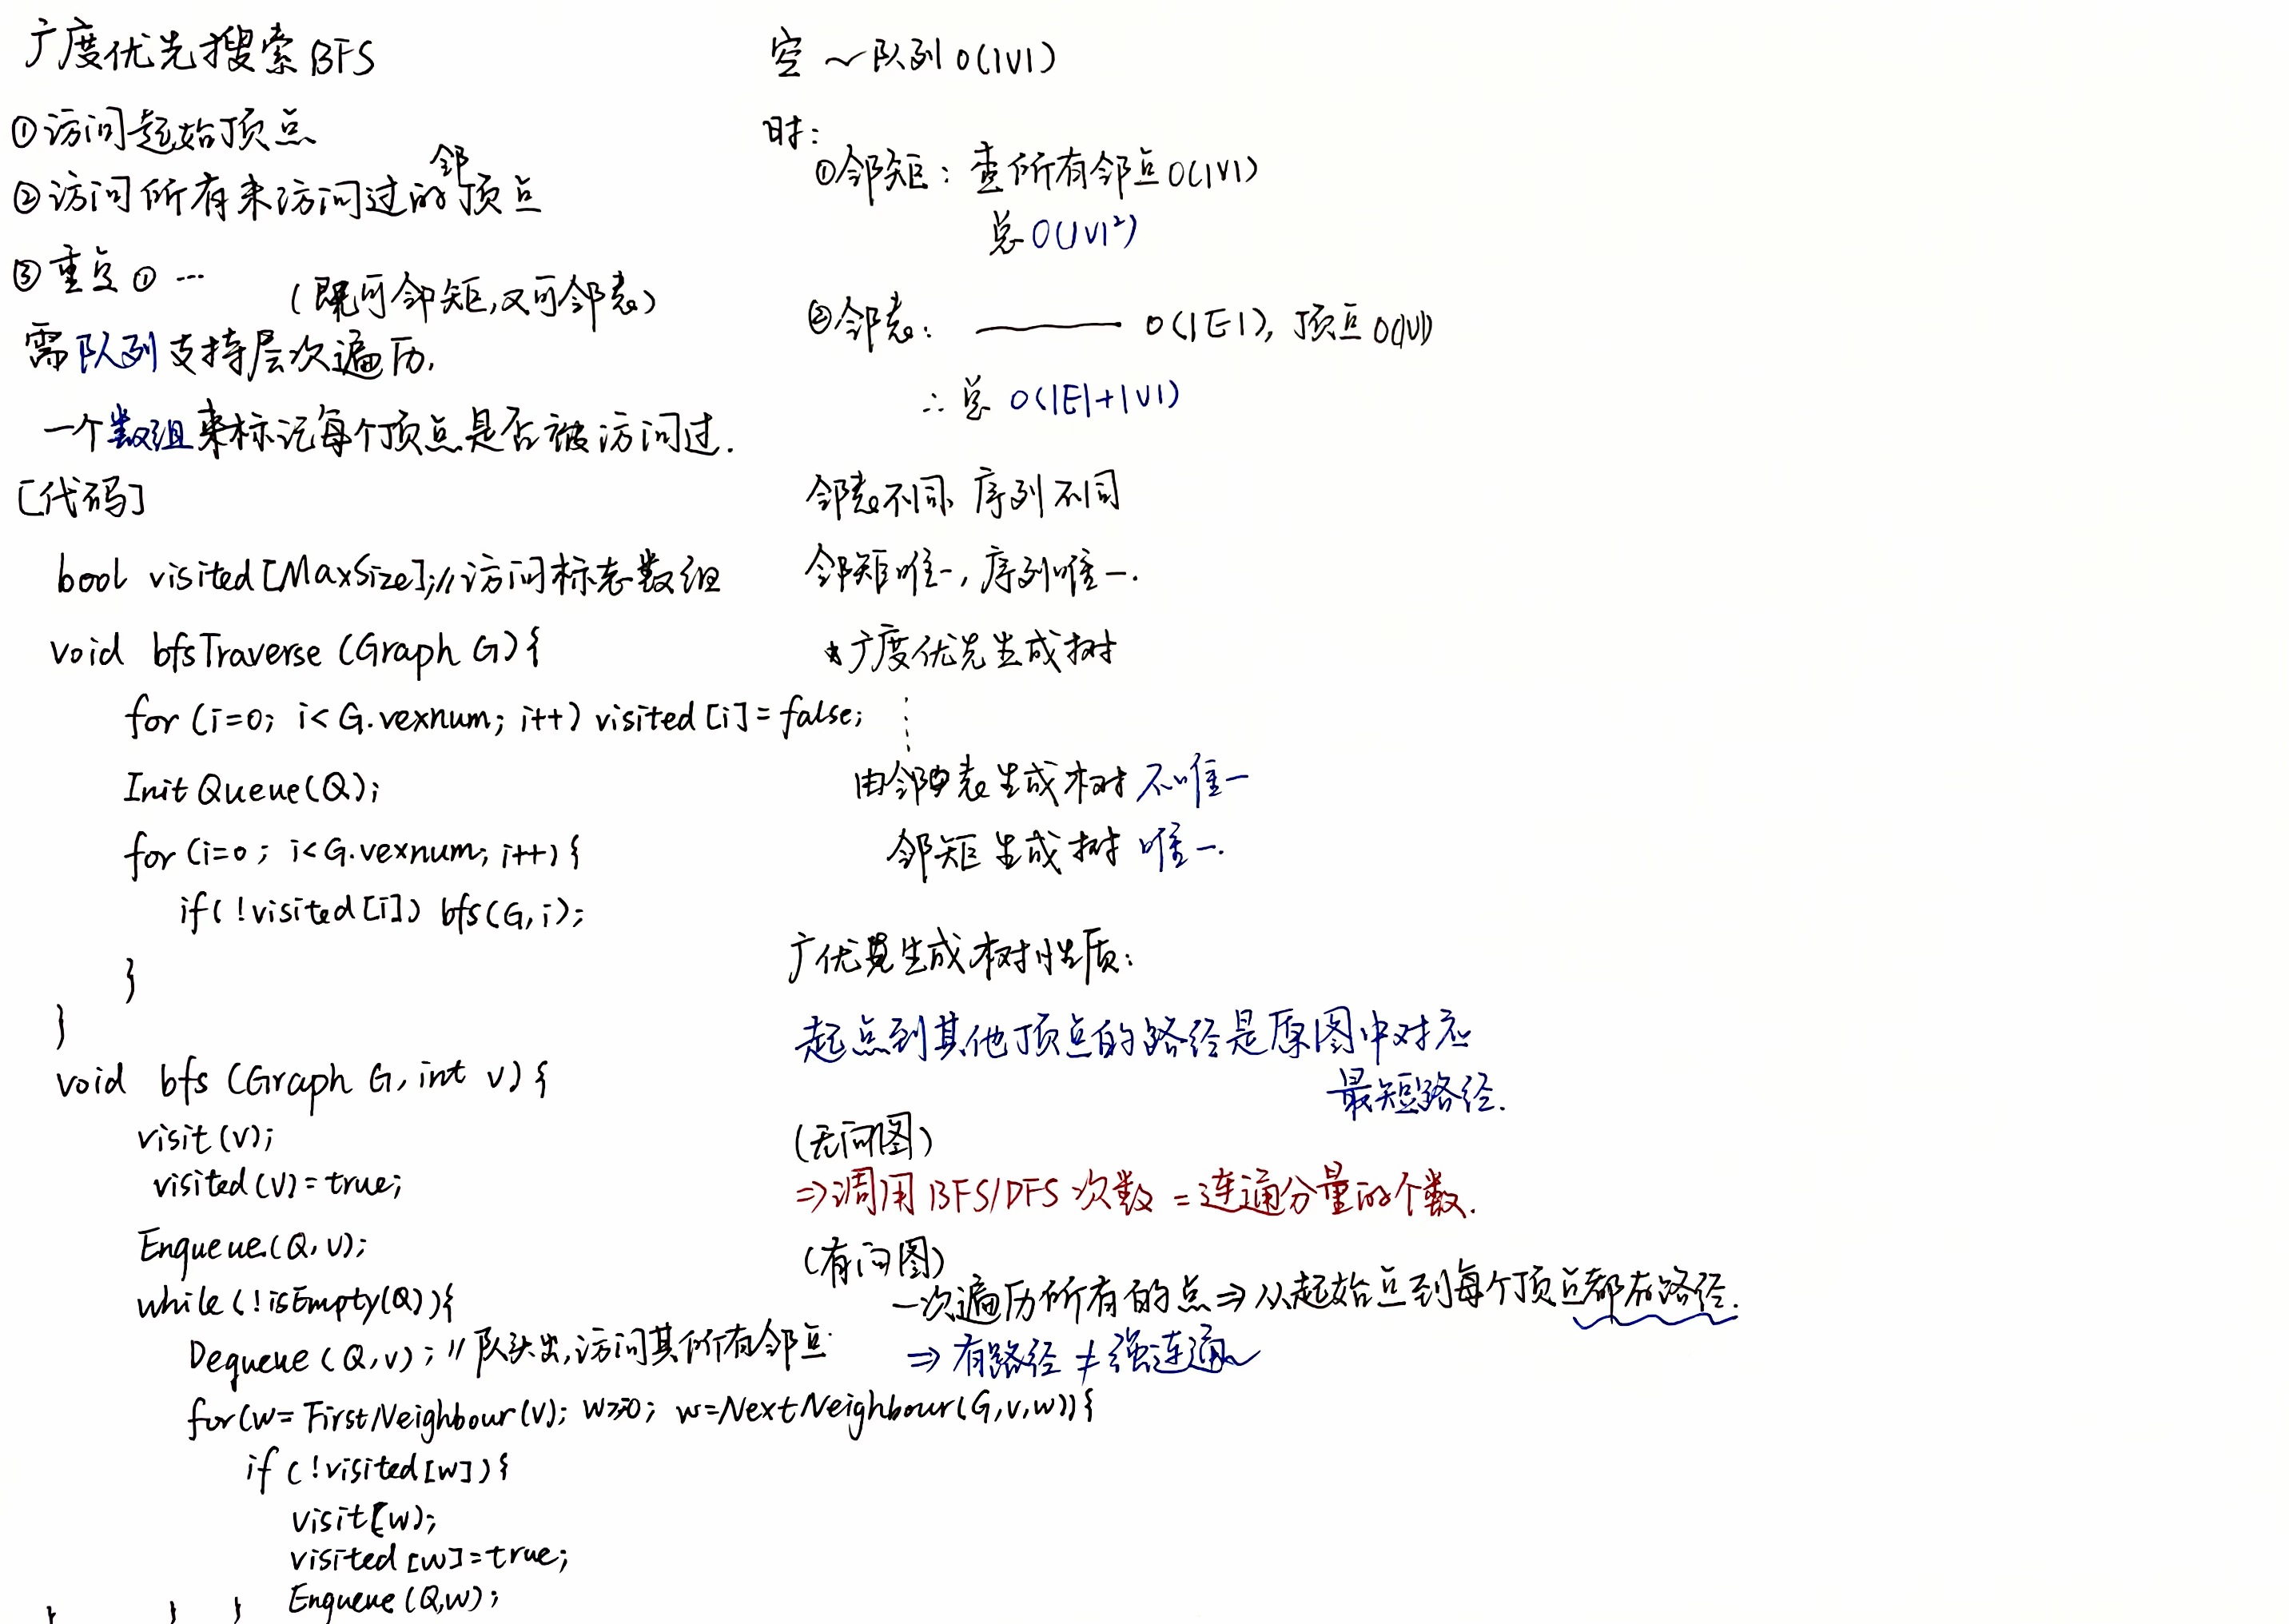 广度优先搜索BFS
①访问起始顶点
②访问所有未访问过的邻顶点
③重复① …
(既可邻矩,又可邻表)
需队列支持层次遍历,
一个数组来标记每个顶点是否被访问过.
[代码]
bool visited[MaxSize];//访问标志数组
void bfsTraverse (Graph G){
for (i=0; i<G.vexnum; i++) visited[i]=false;
Init Queue(Q);
for (i=0; i<G.vexnum; i++) {
if(!visited[i]) bfs(G,i);
}
}
void bfs (Graph G, int v){
visit(v);
visited(v)=true;
Enqueue(Q,v);
while(!isEmpty(Q)){
Dequeue(Q,v); //队头出,访问其所有邻点.
for(w=FirstNeighbour(v); w≥0; w=NextNeighbour(G,v,w)){
if (!visited[w]){
visit[w);
visited[w]=true;
Enqueue(Q,w);
} } }
空 ～队列 O(|V|)
时:
①邻矩: 查所有邻点O(|V|)
总 O(|V|²)
②邻表: —— O(|E|), 顶点O(|V|)
∴总 O(|E|+|V|)
邻表不同, 序列不同
邻矩唯一, 序列唯一.
*广度优先生成树
⋮
由邻表生成树 不唯一
邻矩生成树 唯一.
广优生成树性质:
起点到其他顶点的路径是原图中对应
最短路径.
(无向图)
⇒调用BFS/DFS次数=连通分量的个数.
(有向图)
一次遍历所有的点⇒从起始点到每个顶点都有路径.
⇒有路径≠强连通